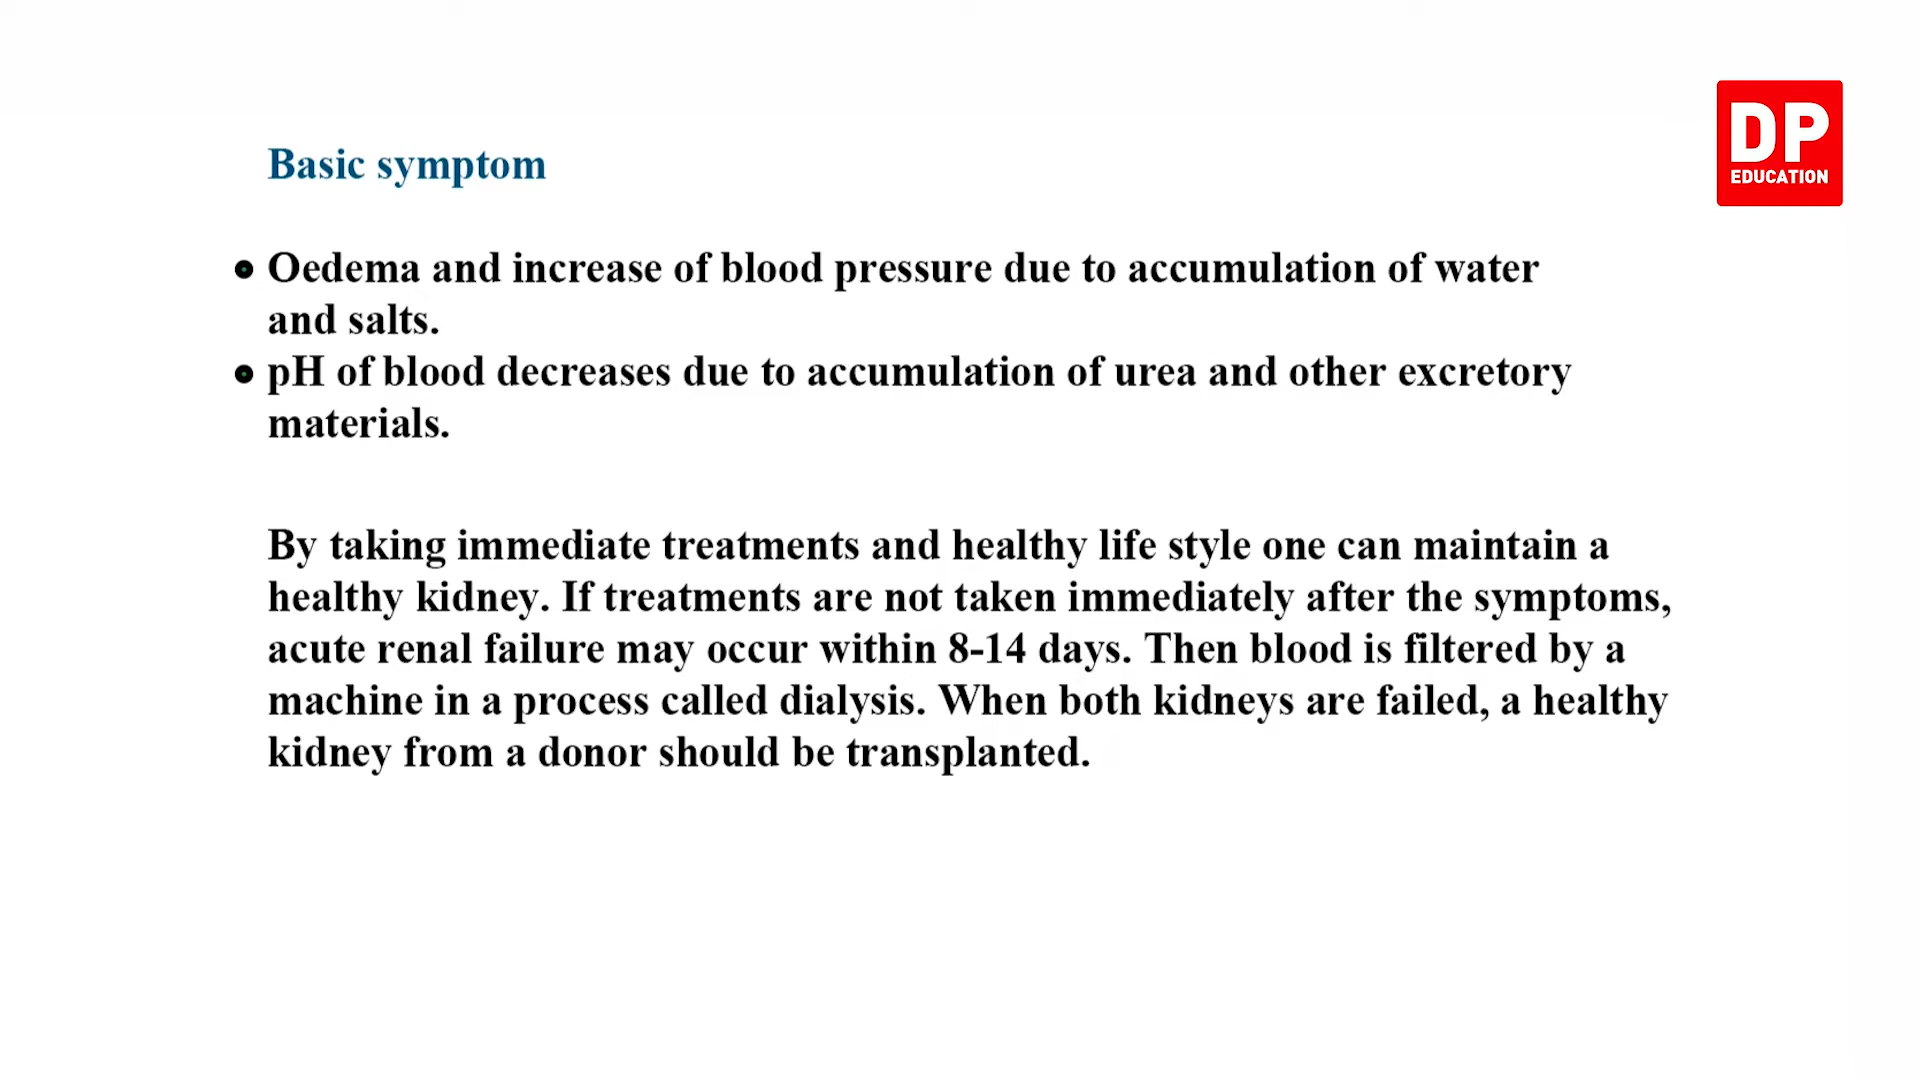 DP
EDUCATION
Basic symptom
• Oedema and increase of blood pressure due to accumulation of water
and salts.
• pH of blood decreases due to accumulation of urea and other excretory
materials.
By taking immediate treatments and healthy life style one can maintain a
healthy kidney. If treatments are not taken immediately after the symptoms,
acute renal failure may occur within 8-14 days. Then blood is filtered by a
machine in a process called dialysis. When both kidneys are failed, a healthy
kidney from a donor should be transplanted.